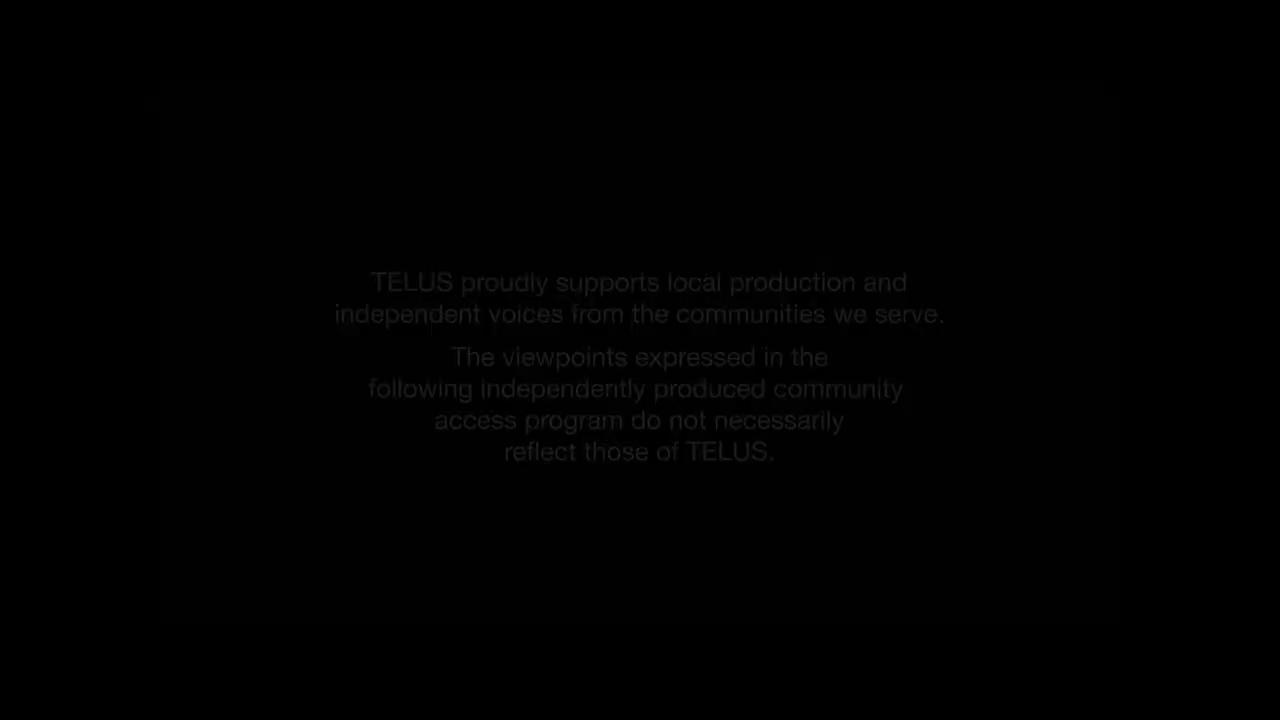 TELUS proudly supports local production and
independent voices from the communities we serve.
The viewpoints expressed in the
following independently produced community
access program do not necessarily
reflect those of TELUS.